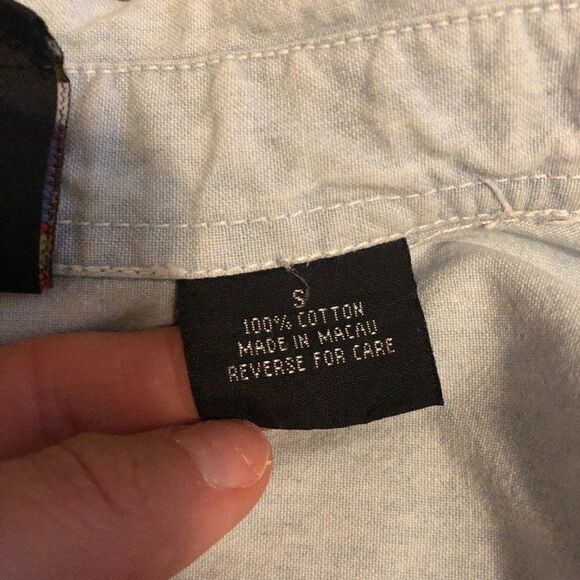 S
100% COTTON
MADE IN MACAU
REVERSE FOR CARE